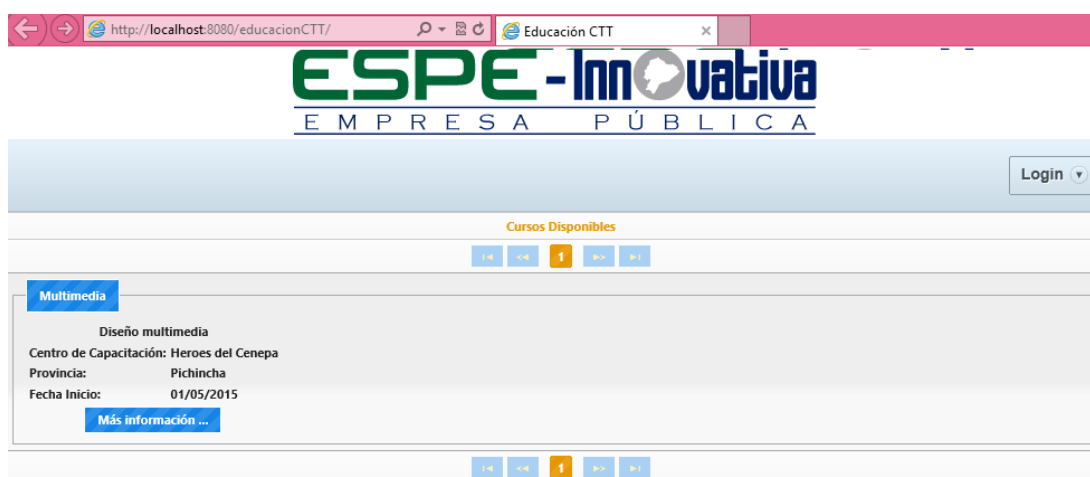 http://localhost:8080/educacionCTT/
Educación CTT
ESPE-Innovativa
EMPRESA PÚBLICA
Login
Cursos Disponibles
1
Multimedia
Diseño multimedia
Centro de Capacitación: Heroes del Cenepa
Provincia: Pichincha
Fecha Inicio: 01/05/2015
Más información ...
1